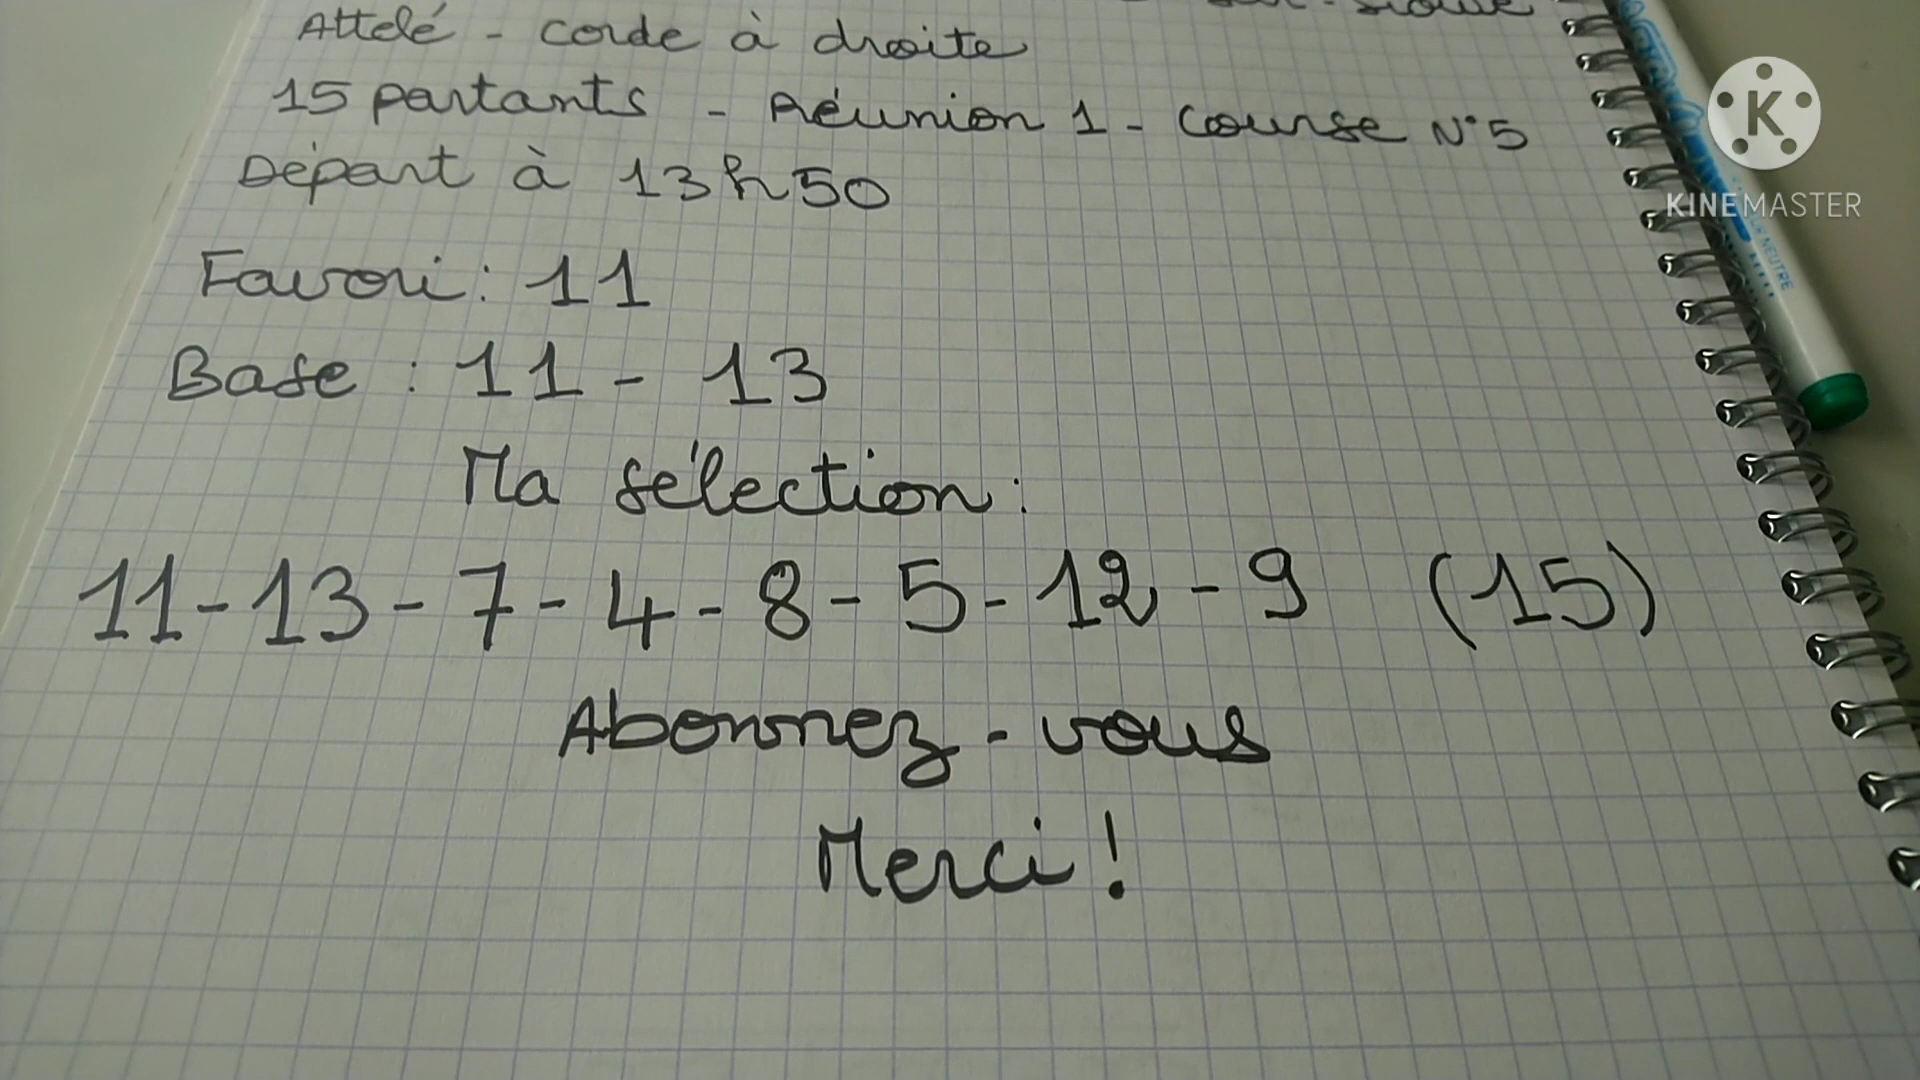 Attelé - corde à droite
15 partants - Réunion 1 - course N°5
Départ à 13h50
Favori : 11
Base : 11 - 13
Ma sélection :
11 - 13 - 7 - 4 - 8 - 5 - 12 - 9 (15)
Abonnez-vous
Merci !
K
KINEMASTER
NEUTRE